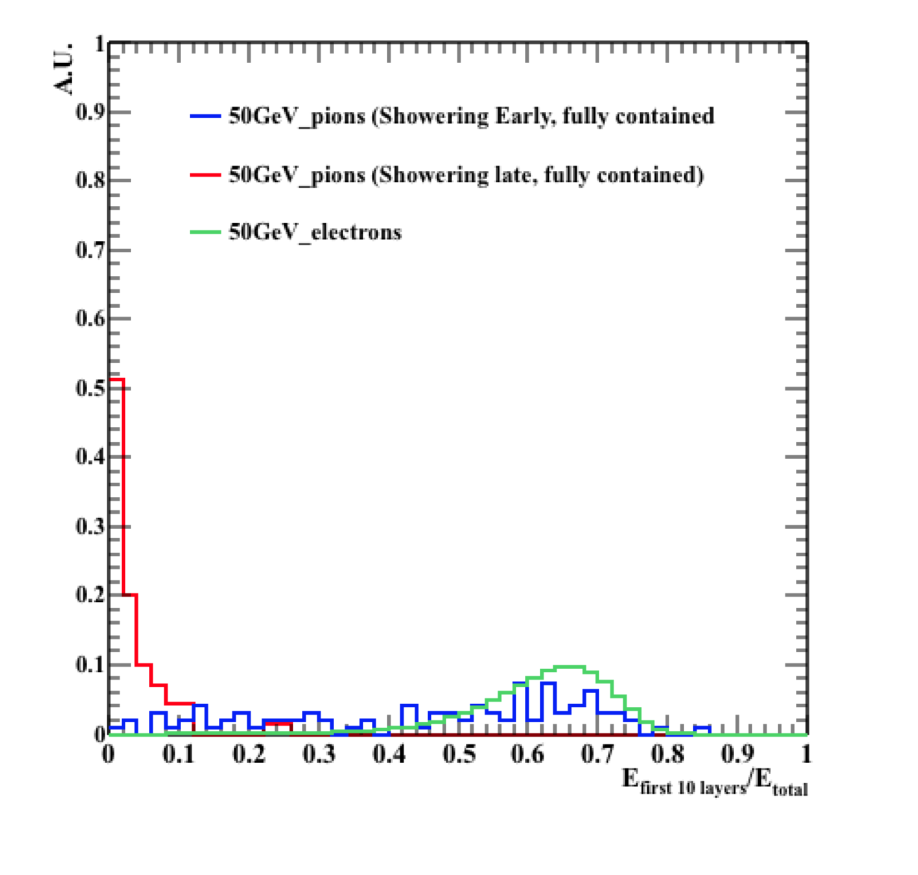 A.U.
1
0.9
0.8
0.7
0.6
0.5
0.4
0.3
0.2
0.1
0
50GeV_pions (Showering Early, fully contained
50GeV_pions (Showering late, fully contained)
50GeV_electrons
0 0.1 0.2 0.3 0.4 0.5 0.6 0.7 0.8 0.9 1
E first 10 layers/E total